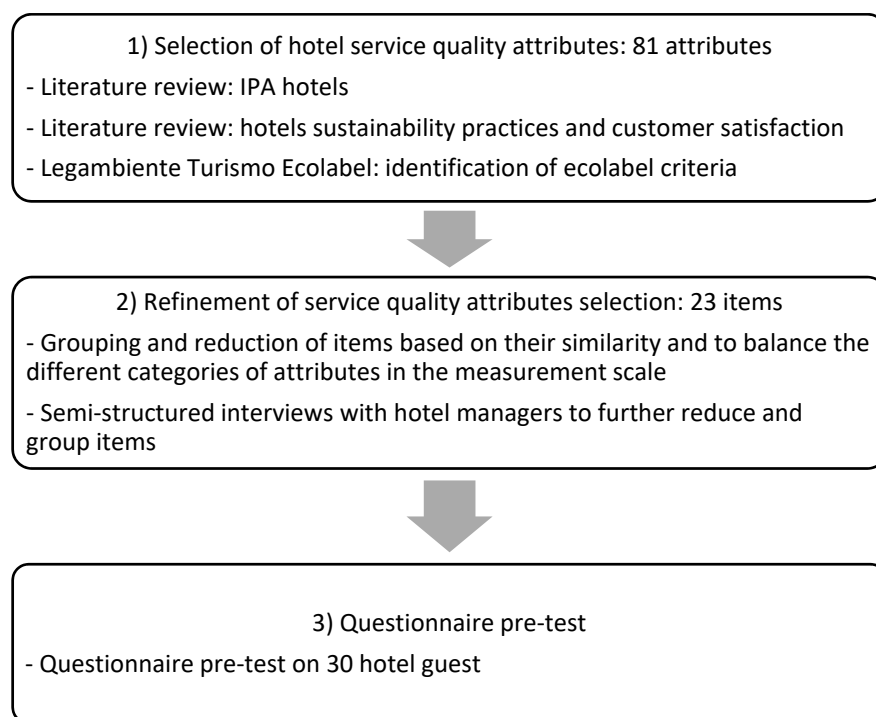 1) Selection of hotel service quality attributes: 81 attributes
- Literature review: IPA hotels
- Literature review: hotels sustainability practices and customer satisfaction
- Legambiente Turismo Ecolabel: identification of ecolabel criteria
2) Refinement of service quality attributes selection: 23 items
- Grouping and reduction of items based on their similarity and to balance the
different categories of attributes in the measurement scale
- Semi-structured interviews with hotel managers to further reduce and
group items
3) Questionnaire pre-test
- Questionnaire pre-test on 30 hotel guest